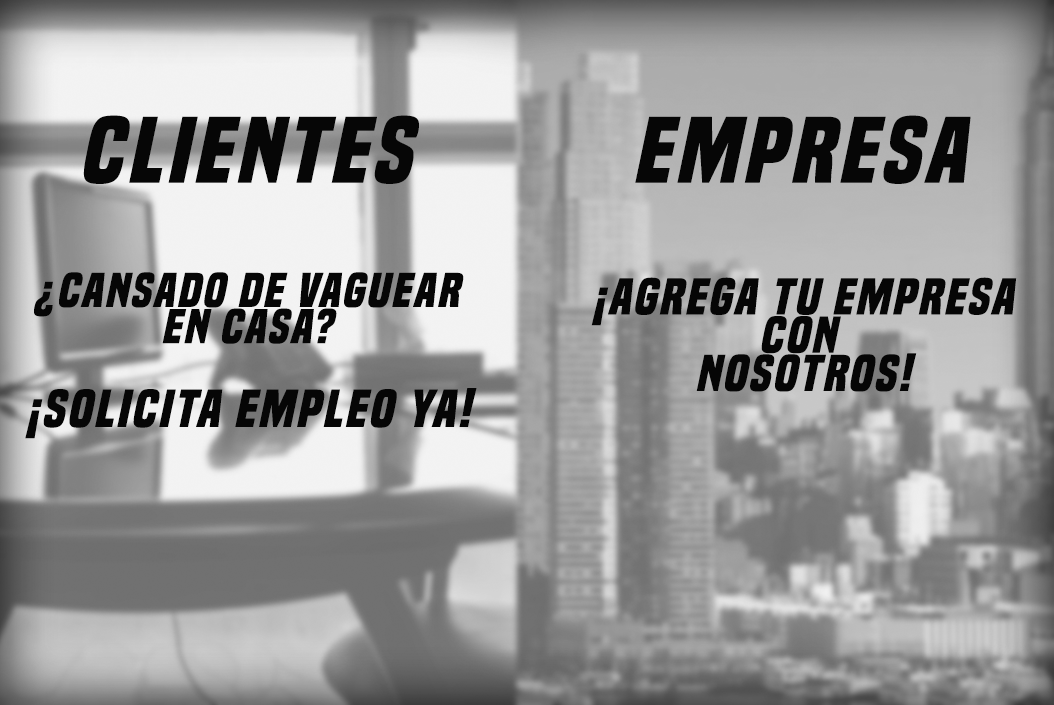 CLIENTES
¿CANSADO DE VAGUEAR
EN CASA?
¡SOLICITA EMPLEO YA!
EMPRESA
¡AGREGA TU EMPRESA
CON
NOSOTROS!